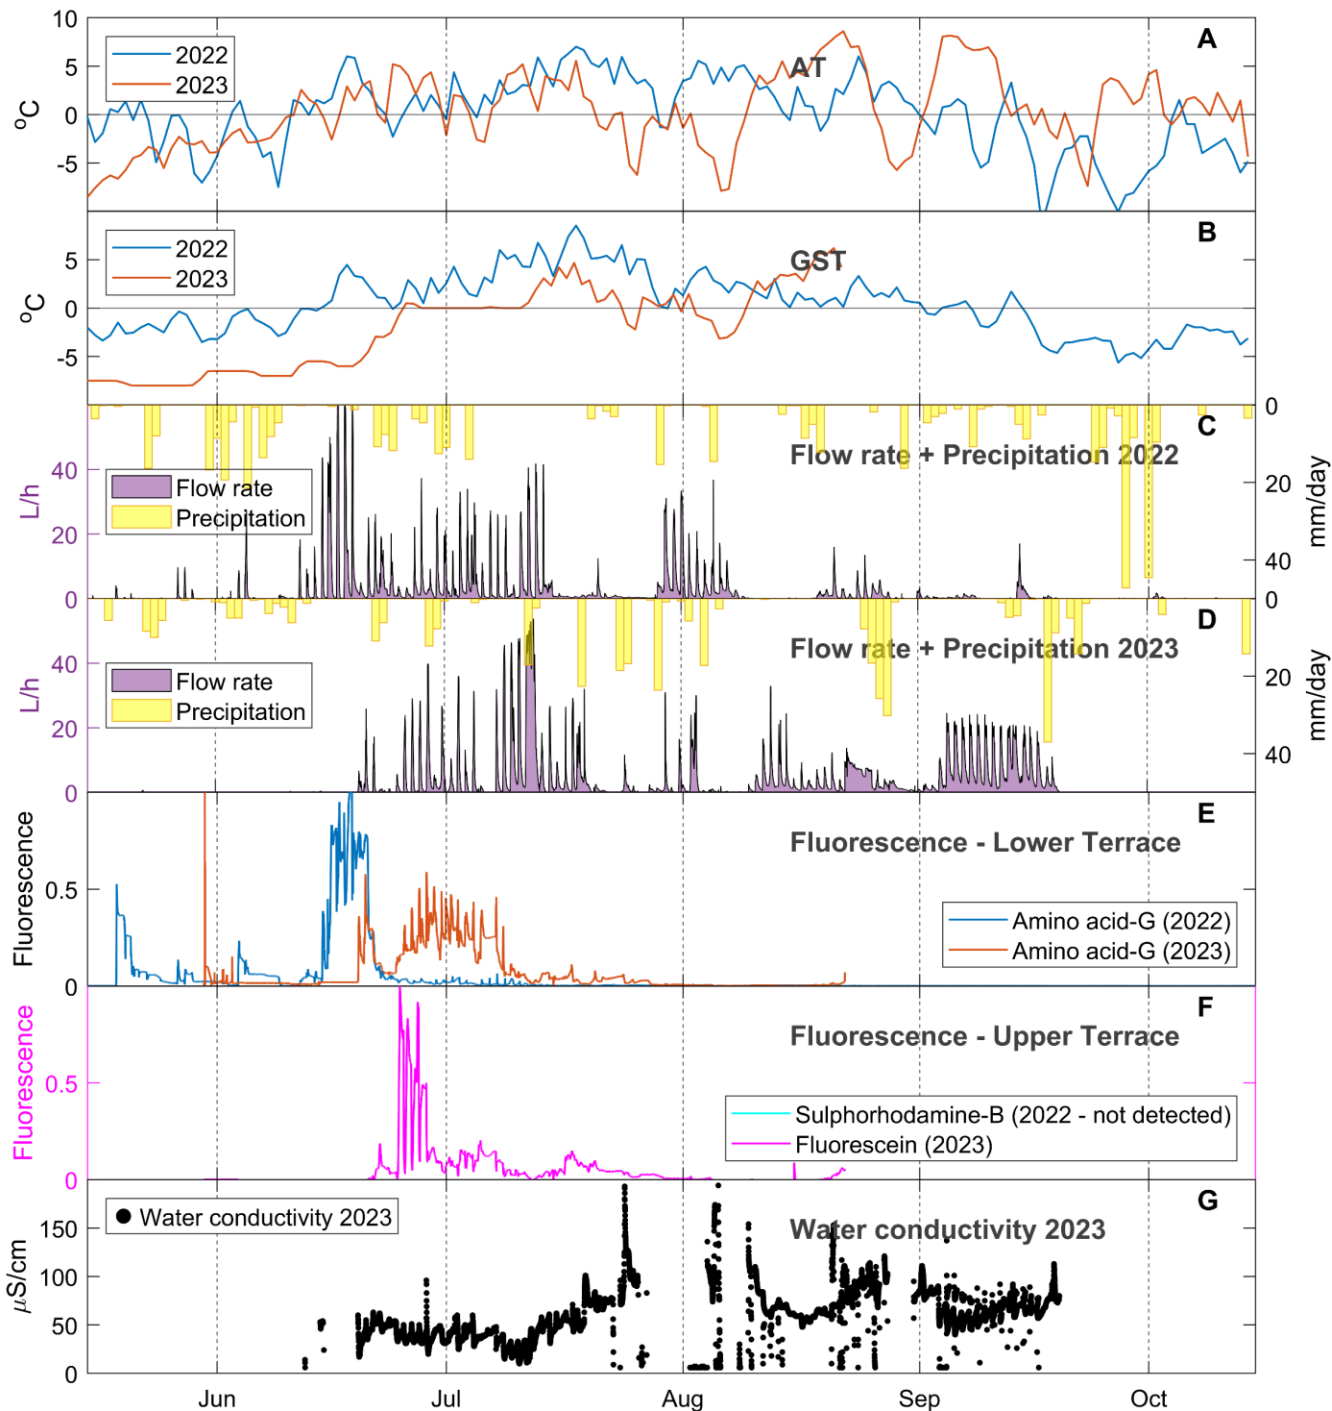 10
5
0
-5
°C
2022
2023
AT
A
5
0
-5
°C
2022
2023
GST
B
40
20
0
L/h
Flow rate
Precipitation
Flow rate + Precipitation 2022
C
0
20
40
0
mm/day
40
20
0
L/h
Flow rate
Precipitation
Flow rate + Precipitation 2023
D
20
40
mm/day
0.5
0
Fluorescence
Fluorescence - Lower Terrace
E
Amino acid-G (2022)
Amino acid-G (2023)
0.5
0
Fluorescence
Fluorescence - Upper Terrace
F
Sulphorhodamine-B (2022 - not detected)
Fluorescein (2023)
150
100
50
0
µS/cm
Water conductivity 2023
Water conductivity 2023
G
Jun Jul Aug Sep Oct